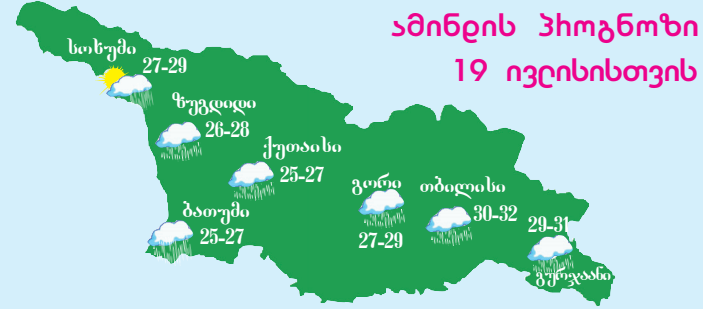 ამინდის პროგნოზი
19 ივლისისთვის
სოხუმი
27-29
ზუგდიდი
26-28
ქუთაისი
25-27
გორი
27-29
თბილისი
30-32
ბათუმი
25-27
29-31
გურჯაანი